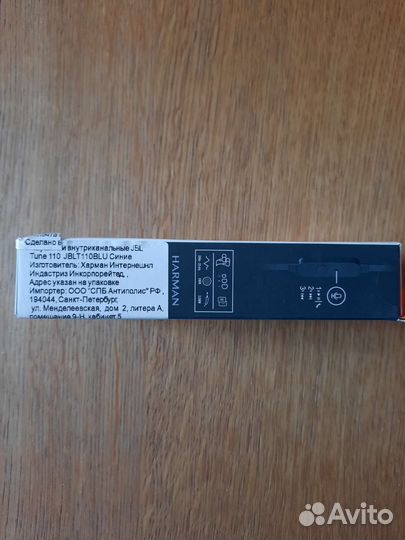 Сделано в
внутриканальные JBL
Tune 110 JBLT110BLU Синие
Изготовитель: Харман Интернешнл
Индастриз Инкорпорейтед, ,
Адрес указан на упаковке
Импортер: ООО "СПБ Антиполис" РФ ,
194044, Санкт-Петербург,
ул. Менделеевская, дом 2, литера А,
помещение 9-Н, кабинет 5
HARMAN
Avito